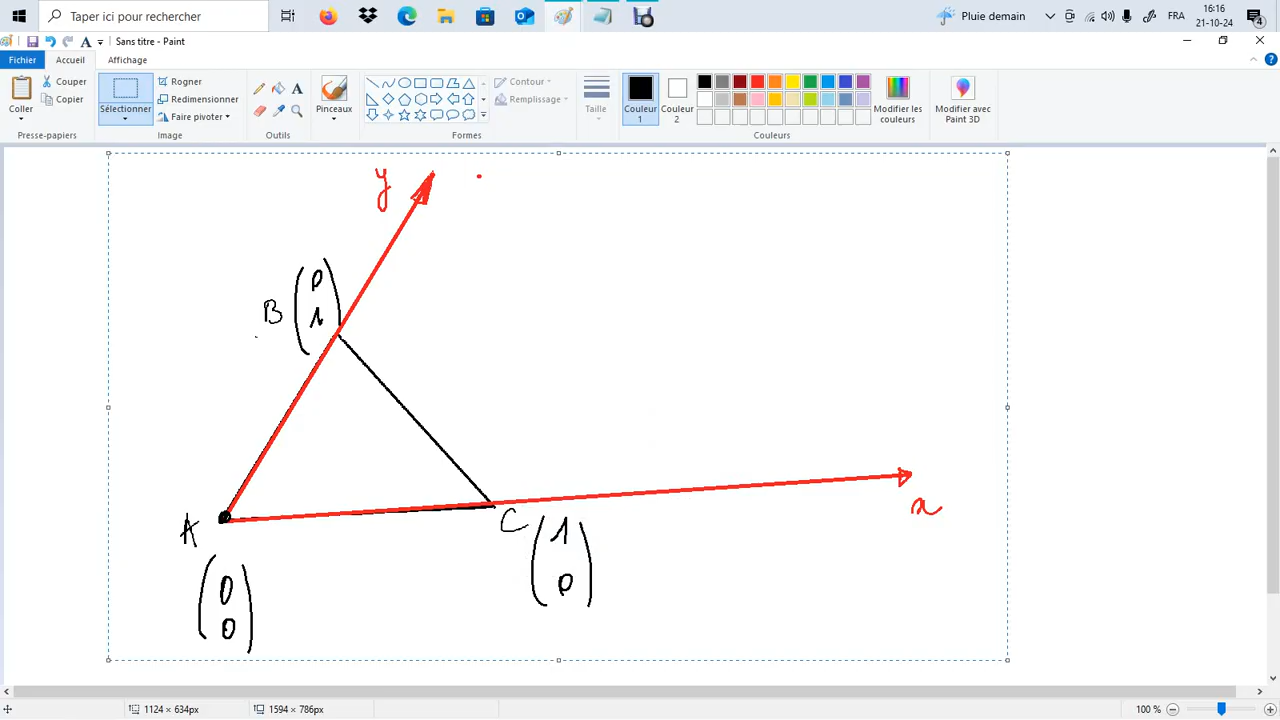 Taper ici pour rechercher
Pluie demain
FRA
16:16
21-10-24
4
Sans titre - Paint
Fichier
Accueil
Affichage
Coller
Couper
Copier
Presse-papiers
Sélectionner
Rogner
Redimensionner
Faire pivoter
Image
A
Outils
Pinceaux
Contour
Remplissage
Formes
Taille
Couleur 1
Couleur 2
Modifier les couleurs
Couleurs
Modifier avec Paint 3D
y
B (0
1)
A
(0
0)
C (1
0)
x
1124 × 634px
1594 × 786px
100 %